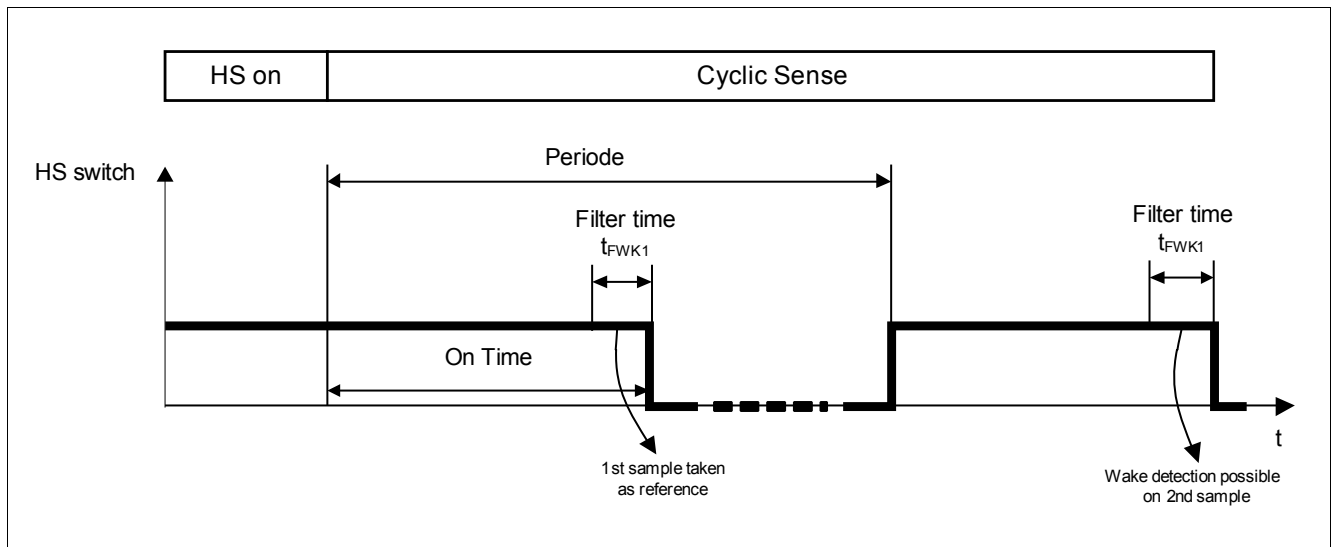 HS on
Cyclic Sense
HS switch
Periode
Filter time
tFWK1
Filter time
tFWK1
On Time
t
1st sample taken
as reference
Wake detection possible
on 2nd sample